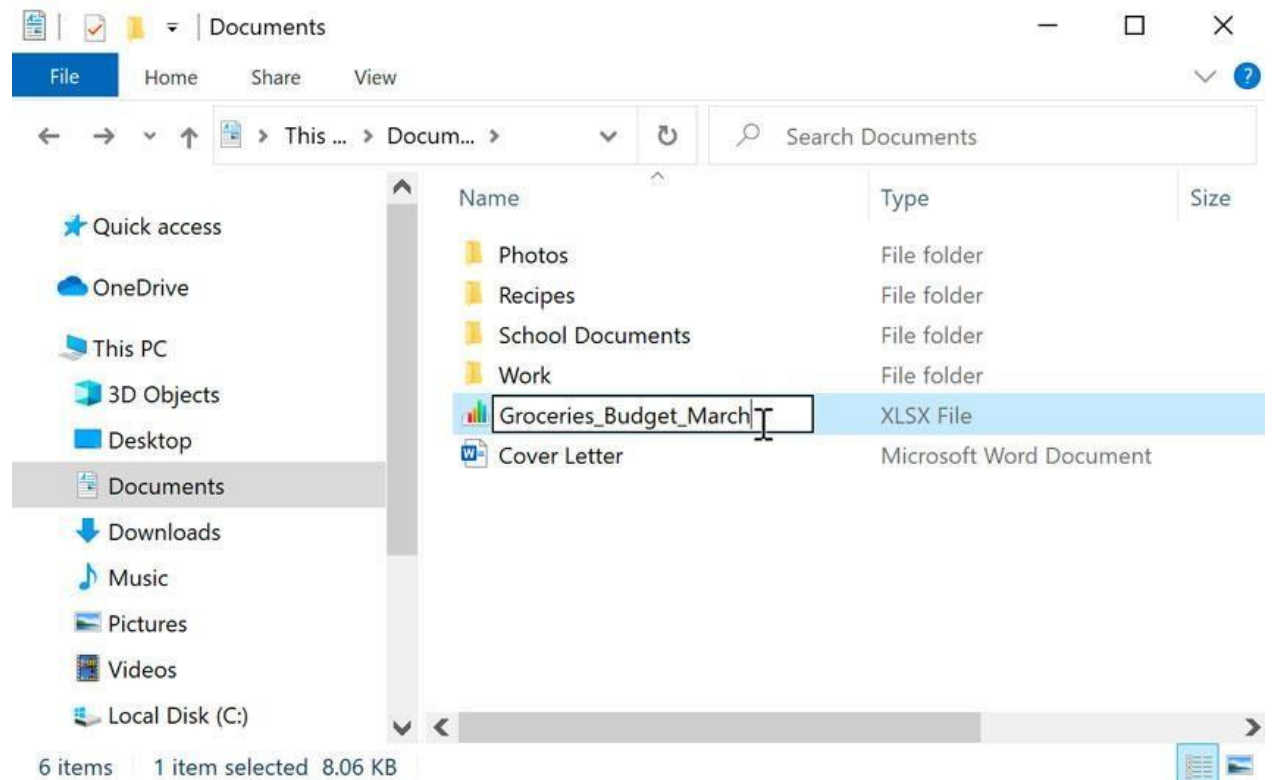 Documents
File Home Share View ?
This ... Docum... Search Documents
Quick access
OneDrive
This PC
3D Objects
Desktop
Documents
Downloads
Music
Pictures
Videos
Local Disk (C:)
Name Type Size
Photos File folder
Recipes File folder
School Documents File folder
Work File folder
Groceries_Budget_March XLSX File
W Cover Letter Microsoft Word Document
6 items 1 item selected 8.06 KB